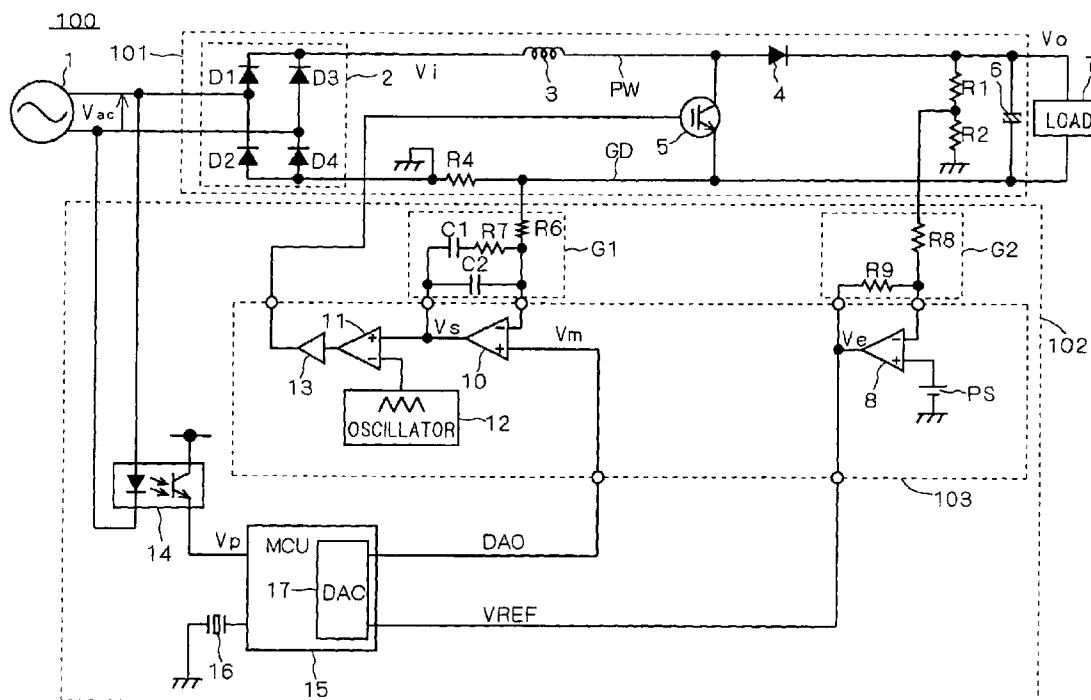 100
101
1
D1
D3
2
Vi
3
PW
4
Vo
6
R1
7
LOAD
Vac
D2
D4
R4
5
GD
R2
C1
R7
R6
G1
C2
R8
G2
R9
11
Vs
Vm
Ve
102
13
10
8
PS
OSCILLATOR
12
103
14
Vp
MCU
DAO
17
DAC
VREF
16
15